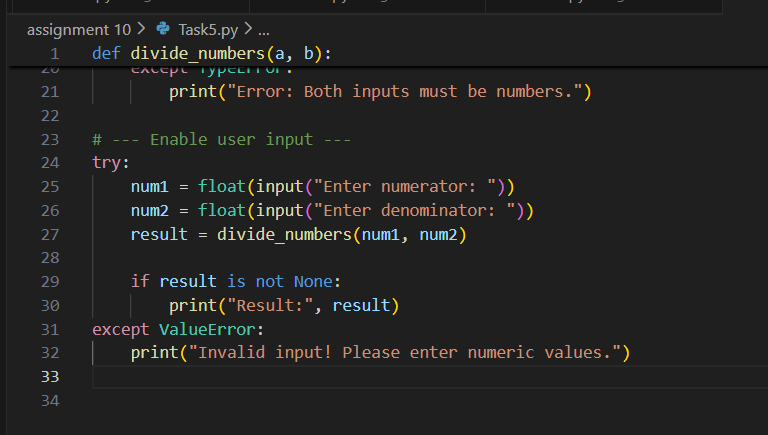 assignment 10 > Task5.py > ...
1 def divide_numbers(a, b):
20 except TypeError:
21 print("Error: Both inputs must be numbers.")
22
23 # --- Enable user input ---
24 try:
25 num1 = float(input("Enter numerator: "))
26 num2 = float(input("Enter denominator: "))
27 result = divide_numbers(num1, num2)
28
29 if result is not None:
30 print("Result:", result)
31 except ValueError:
32 print("Invalid input! Please enter numeric values.")
33
34